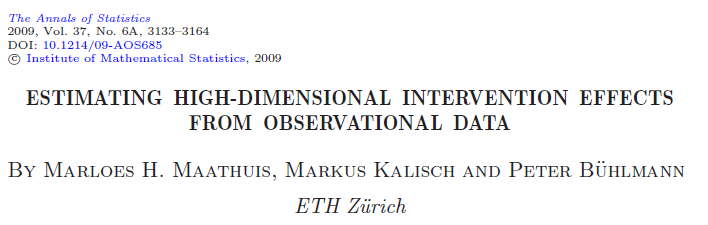 The Annals of Statistics
2009, Vol. 37, No. 6A, 3133–3164
DOI: 10.1214/09-AOS685
© Institute of Mathematical Statistics, 2009
ESTIMATING HIGH-DIMENSIONAL INTERVENTION EFFECTS
FROM OBSERVATIONAL DATA
By Marloes H. Maathuis, Markus Kalisch and Peter Bühlmann
ETH Zürich